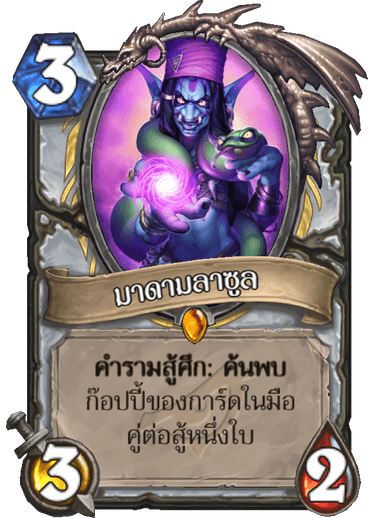 3
มาดามลาซูล
คำรามสู้ศึก: ค้นพบ
ก๊อปปี้ของการ์ดในมือ
คู่ต่อสู้หนึ่งใบ
3
2